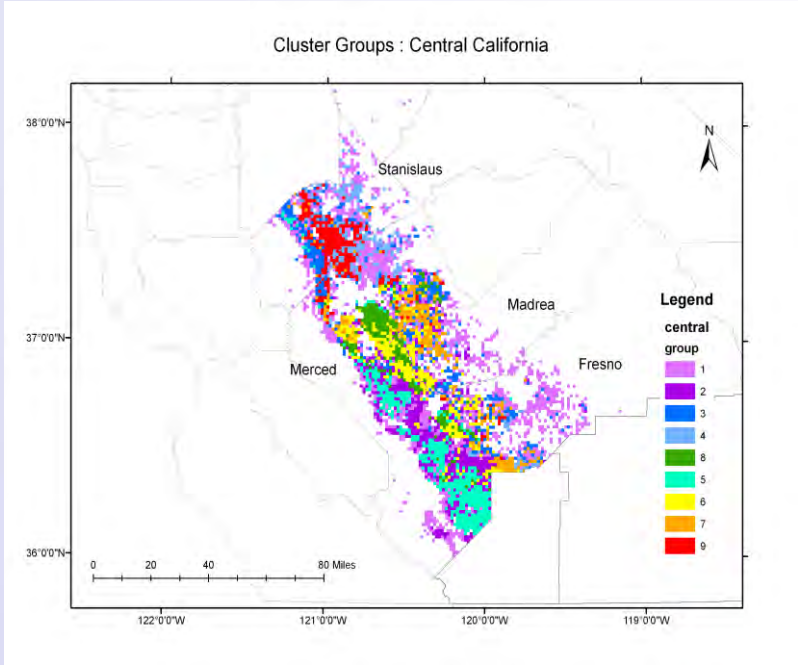 Cluster Groups : Central California
38°0'0"N
37°0'0"N
36°0'0"N
N
Stanislaus
Madrea
Fresno
Merced
Legend
central
group
1
2
3
4
8
5
6
7
9
0 20 40 80 Miles
122°0'0"W 121°0'0"W 120°0'0"W 119°0'0"W